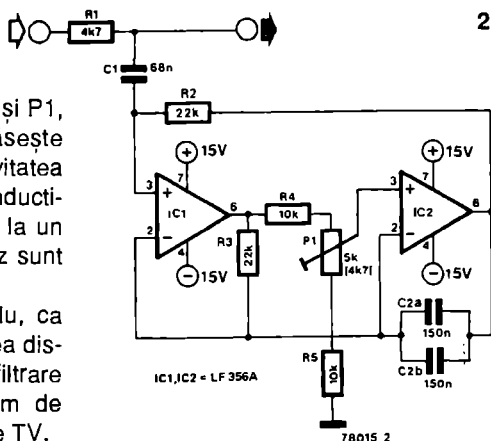 R1
4k7
2
C1
68n
R2
22k
și P1,
asește
vitatea
nducti-
la un
z sunt
lu, ca
ea dis-
filtrare
m de
e TV.
+ 15V
7
3
+
IC1
2
−
4
6
− 15V
R3
22k
R4
10k
P1
5k
[4k7]
R5
10k
+ 15V
7
3
+
IC2
2
−
4
6
− 15V
C2a
150n
C2b
150n
IC1, IC2 = LF 356A
78015 2